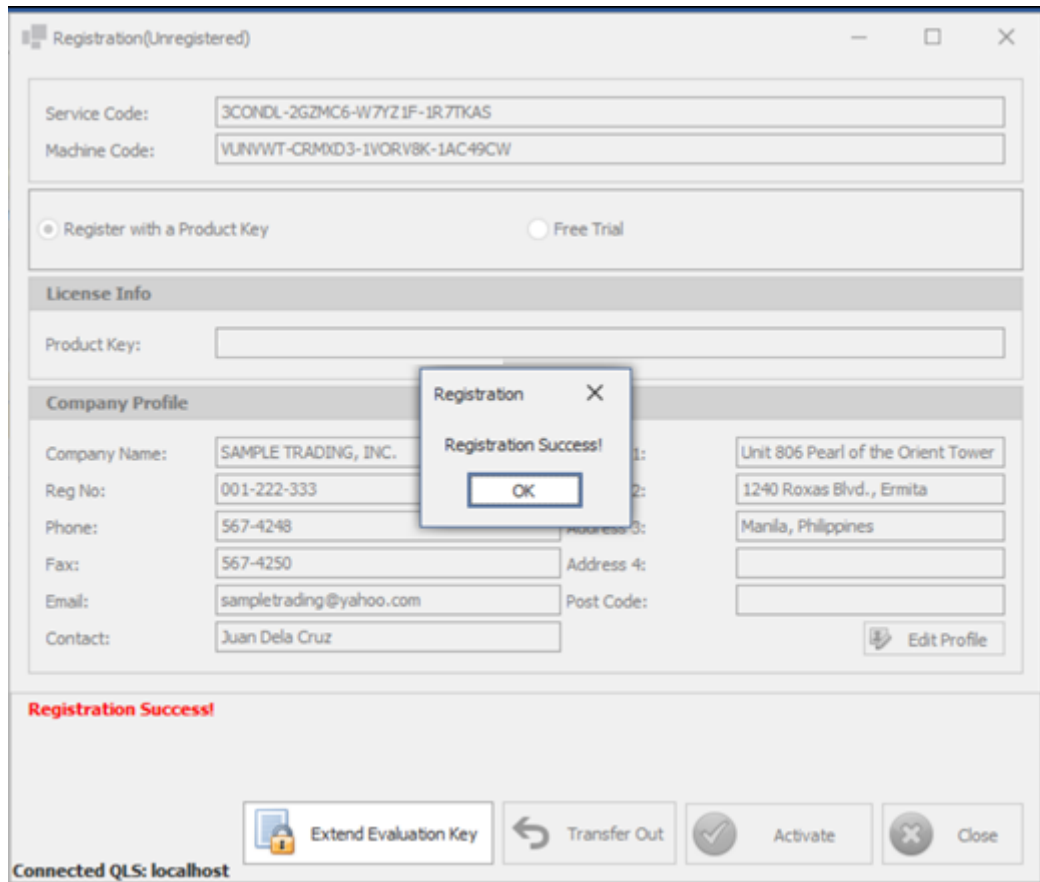 Registration(Unregistered)
Service Code: 3CONDL-2GZMC6-W7YZ1F-1R7TKAS
Machine Code: VUNVWT-CRMXD3-1VORV8K-1AC49CW
Register with a Product Key Free Trial
License Info
Product Key:
Company Profile
Registration
Registration Success!
OK
Company Name: SAMPLE TRADING, INC. 1: Unit 806 Pearl of the Orient Tower
Reg No: 001-222-333 2: 1240 Roxas Blvd., Ermita
Phone: 567-4248 Address 3: Manila, Philippines
Fax: 567-4250 Address 4:
Email: sampletrading@yahoo.com Post Code:
Contact: Juan Dela Cruz Edit Profile
Registration Success!
Extend Evaluation Key Transfer Out Activate Close
Connected QLS: localhost